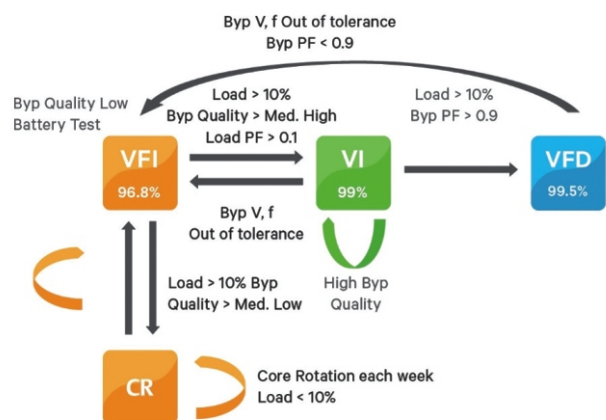 Byp V, f Out of tolerance
Byp PF < 0.9
Byp Quality Low
Battery Test
Load > 10%
Byp Quality > Med. High
Load PF > 0.1
Load > 10%
Byp PF > 0.9
VFI
96.8%
VI
99%
VFD
99.5%
Byp V, f
Out of tolerance
High Byp
Quality
Load > 10% Byp
Quality > Med. Low
CR
Core Rotation each week
Load < 10%